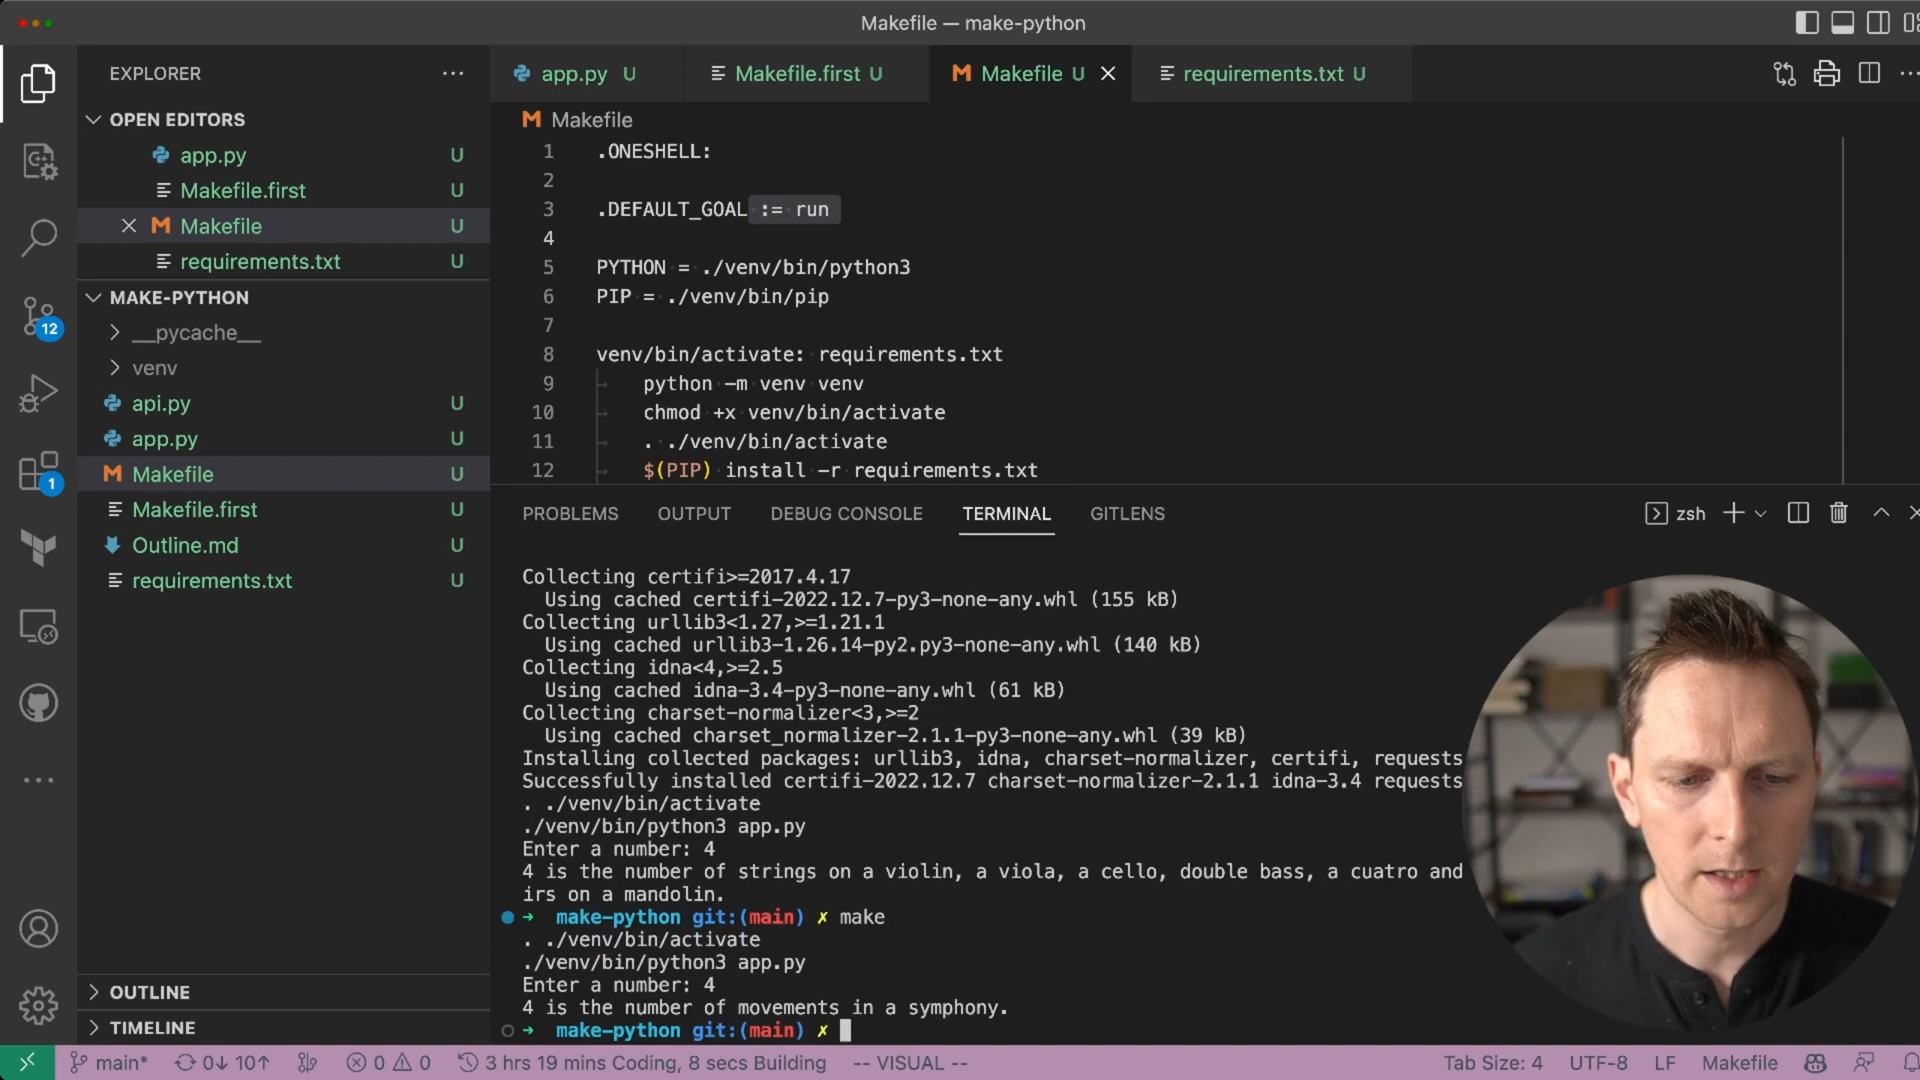 Makefile — make-python
EXPLORER
OPEN EDITORS
app.py U
Makefile.first U
Makefile U
requirements.txt U
MAKE-PYTHON
__pycache__
venv
api.py U
app.py U
Makefile U
Makefile.first U
Outline.md U
requirements.txt U
OUTLINE
TIMELINE
12
1
app.py U
Makefile.first U
Makefile U
requirements.txt U
Makefile
1 .ONESHELL:
2
3 .DEFAULT_GOAL := run
4
5 PYTHON = ./venv/bin/python3
6 PIP = ./venv/bin/pip
7
8 venv/bin/activate: requirements.txt
9 python -m venv venv
10 chmod +x venv/bin/activate
11 . ./venv/bin/activate
12 $(PIP) install -r requirements.txt
PROBLEMS OUTPUT DEBUG CONSOLE TERMINAL GITLENS
zsh
Collecting certifi>=2017.4.17
Using cached certifi-2022.12.7-py3-none-any.whl (155 kB)
Collecting urllib3<1.27,>=1.21.1
Using cached urllib3-1.26.14-py2.py3-none-any.whl (140 kB)
Collecting idna<4,>=2.5
Using cached idna-3.4-py3-none-any.whl (61 kB)
Collecting charset-normalizer<3,>=2
Using cached charset_normalizer-2.1.1-py3-none-any.whl (39 kB)
Installing collected packages: urllib3, idna, charset-normalizer, certifi, requests
Successfully installed certifi-2022.12.7 charset-normalizer-2.1.1 idna-3.4 requests
. ./venv/bin/activate
./venv/bin/python3 app.py
Enter a number: 4
4 is the number of strings on a violin, a viola, a cello, double bass, a cuatro and
irs on a mandolin.
➜ make-python git:(main) ✗ make
. ./venv/bin/activate
./venv/bin/python3 app.py
Enter a number: 4
4 is the number of movements in a symphony.
➜ make-python git:(main) ✗
main* 0↓ 10↑ 0 0 3 hrs 19 mins Coding, 8 secs Building -- VISUAL -- Tab Size: 4 UTF-8 LF Makefile